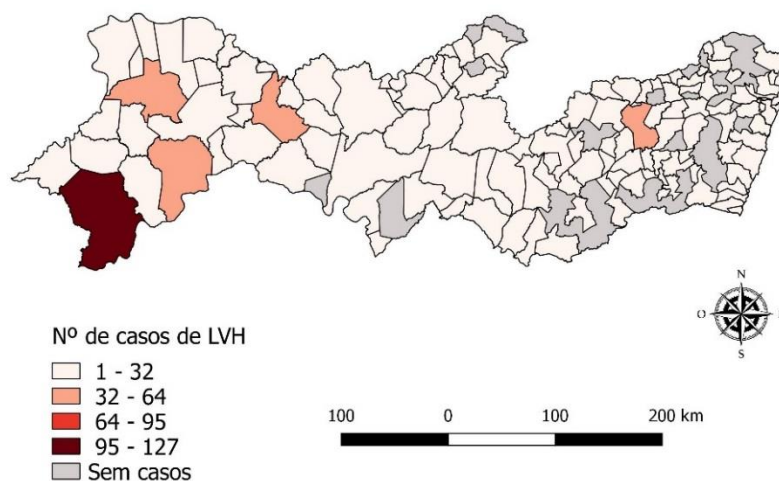 N
O
S
Nº de casos de LVH
1 - 32
32 - 64
64 - 95
95 - 127
Sem casos
100 0 100 200 km